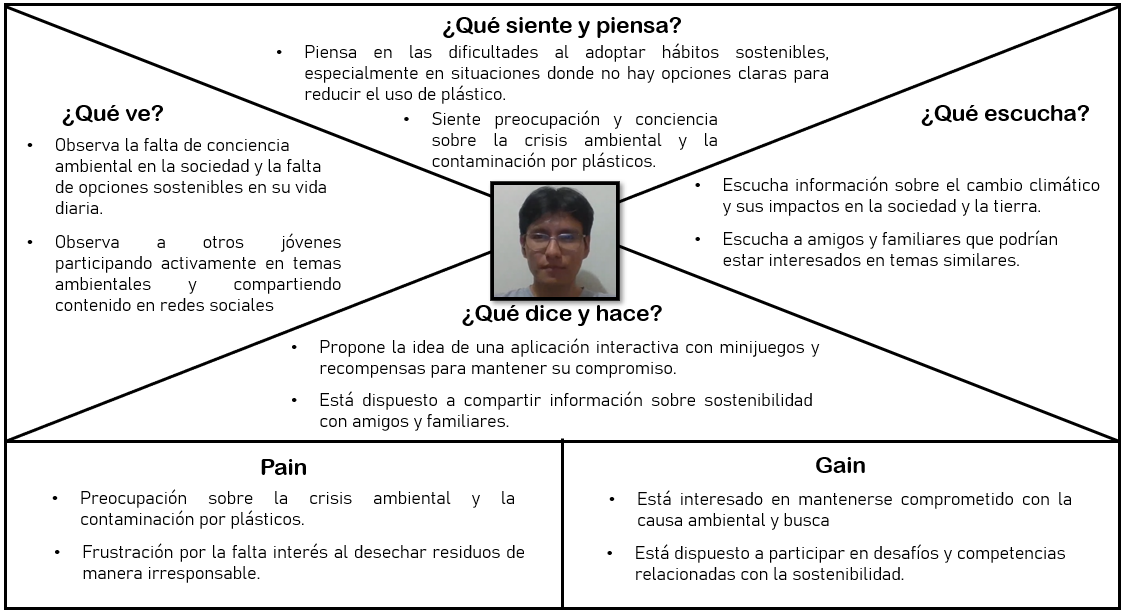 ¿Qué siente y piensa?
• Piensa en las dificultades al adoptar hábitos sostenibles,
especialmente en situaciones donde no hay opciones claras para
reducir el uso de plástico.
• Siente preocupación y conciencia
sobre la crisis ambiental y la
contaminación por plásticos.
¿Qué ve?
• Observa la falta de conciencia
ambiental en la sociedad y la falta
de opciones sostenibles en su vida
diaria.
• Observa a otros jóvenes
participando activamente en temas
ambientales y compartiendo
contenido en redes sociales
¿Qué escucha?
• Escucha información sobre el cambio climático
y sus impactos en la sociedad y la tierra.
• Escucha a amigos y familiares que podrían
estar interesados en temas similares.
¿Qué dice y hace?
• Propone la idea de una aplicación interactiva con minijuegos y
recompensas para mantener su compromiso.
• Está dispuesto a compartir información sobre sostenibilidad
con amigos y familiares.
Pain
• Preocupación sobre la crisis ambiental y la
contaminación por plásticos.
• Frustración por la falta interés al desechar residuos de
manera irresponsable.
Gain
• Está interesado en mantenerse comprometido con la
causa ambiental y busca
• Está dispuesto a participar en desafíos y competencias
relacionadas con la sostenibilidad.